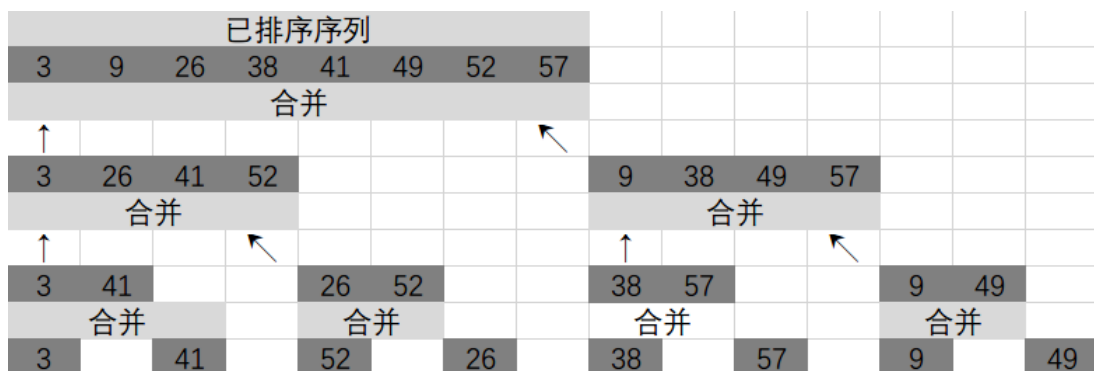 已排序序列
3 9 26 38 41 49 52 57
合并
↑ ↖
3 26 41 52 9 38 49 57
合并 合并
↑ ↖ ↑ ↖
3 41 26 52 38 57 9 49
合并 合并 合并 合并
3 41 52 26 38 57 9 49